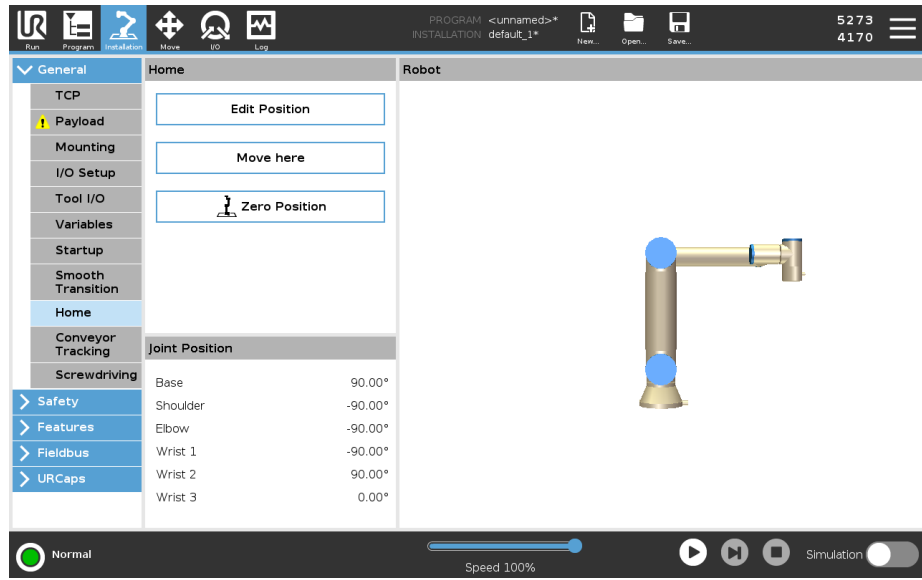 UR
PROGRAM <unnamed>*
INSTALLATION default_1*
Run
Program
Installation
Move
I/O
Log
New...
Open...
Save...
5273
4170
General
TCP
Payload
Mounting
I/O Setup
Tool I/O
Variables
Startup
Smooth
Transition
Home
Conveyor
Tracking
Screwdriving
Safety
Features
Fieldbus
URCaps
Home
Edit Position
Move here
Zero Position
Joint Position
Base 90.00°
Shoulder -90.00°
Elbow -90.00°
Wrist 1 -90.00°
Wrist 2 90.00°
Wrist 3 0.00°
Robot
Normal
Speed 100%
Simulation